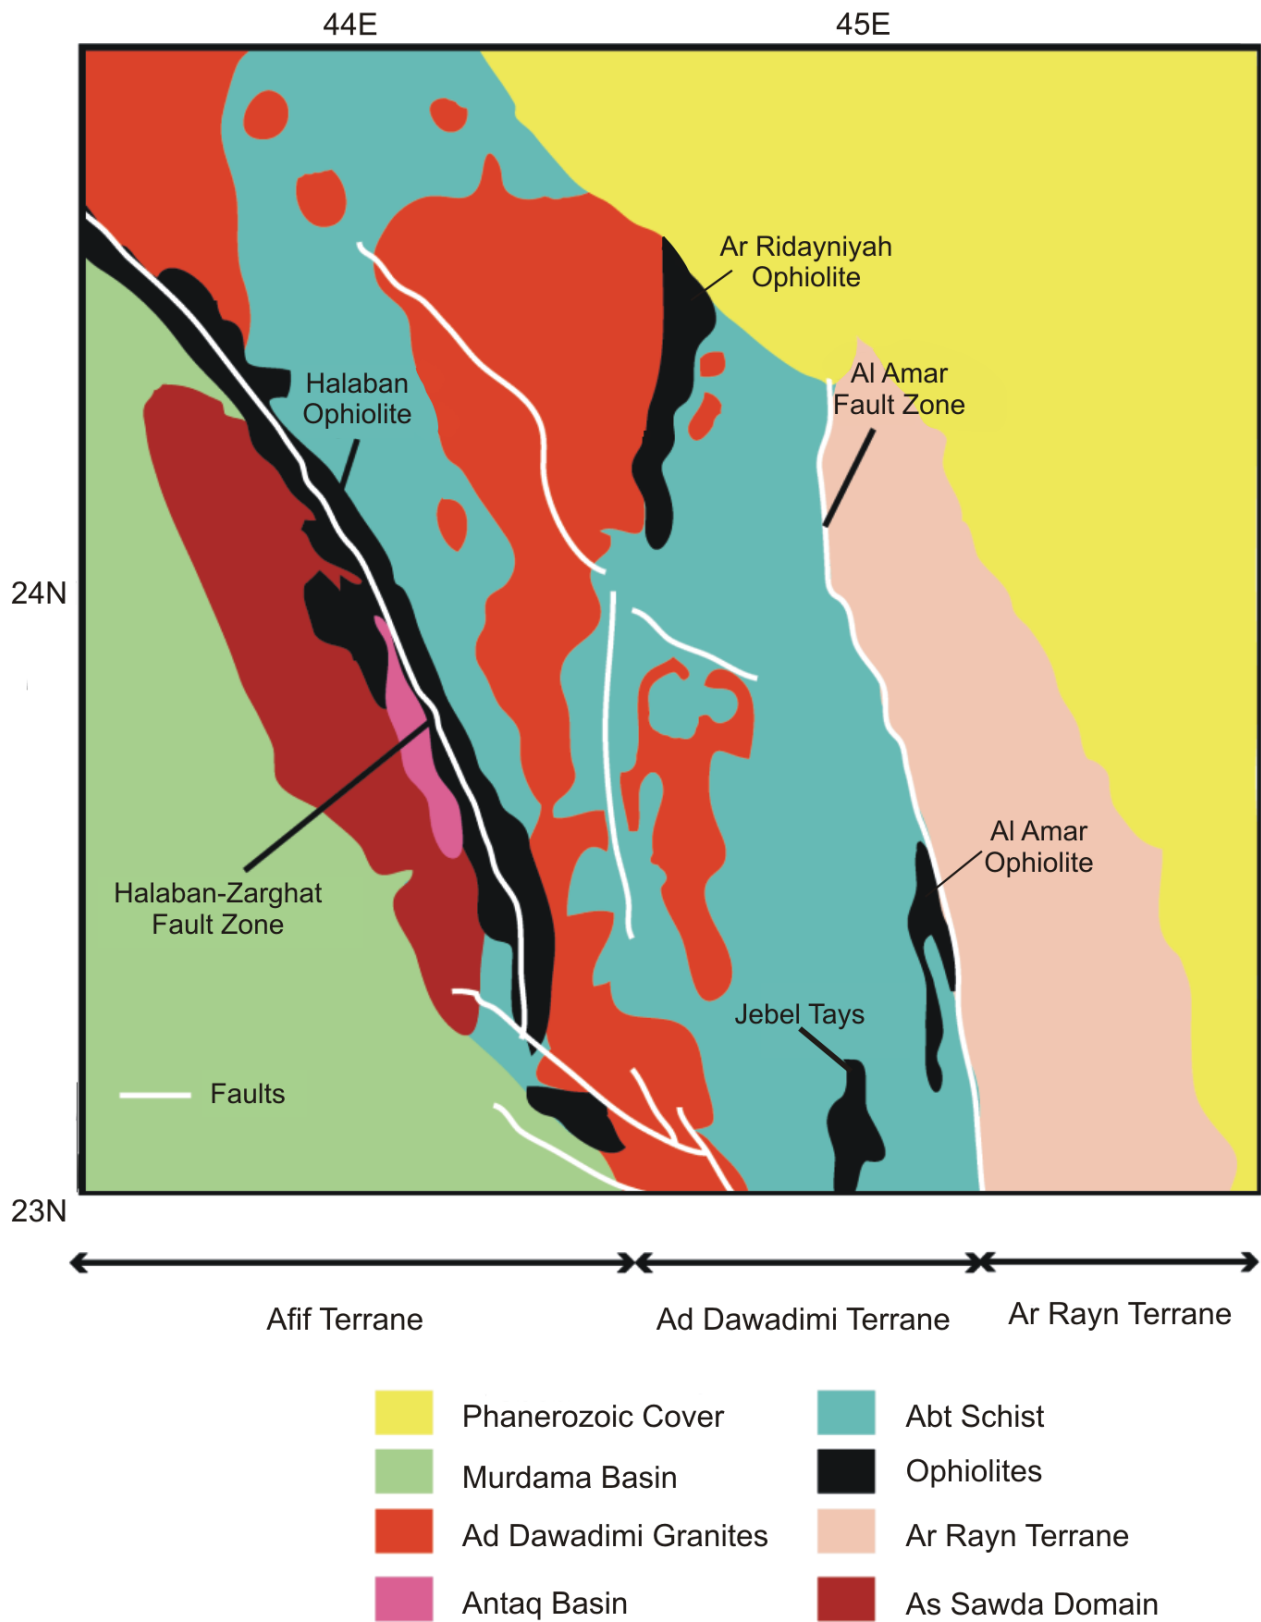 44E
45E
Ar Ridayniyah
Ophiolite
Al Amar
Fault Zone
Halaban
Ophiolite
24N
Al Amar
Ophiolite
Halaban-Zarghat
Fault Zone
Jebel Tays
Faults
23N
Afif Terrane
Ad Dawadimi Terrane
Ar Rayn Terrane
Phanerozoic Cover
Abt Schist
Murdama Basin
Ophiolites
Ad Dawadimi Granites
Ar Rayn Terrane
Antaq Basin
As Sawda Domain